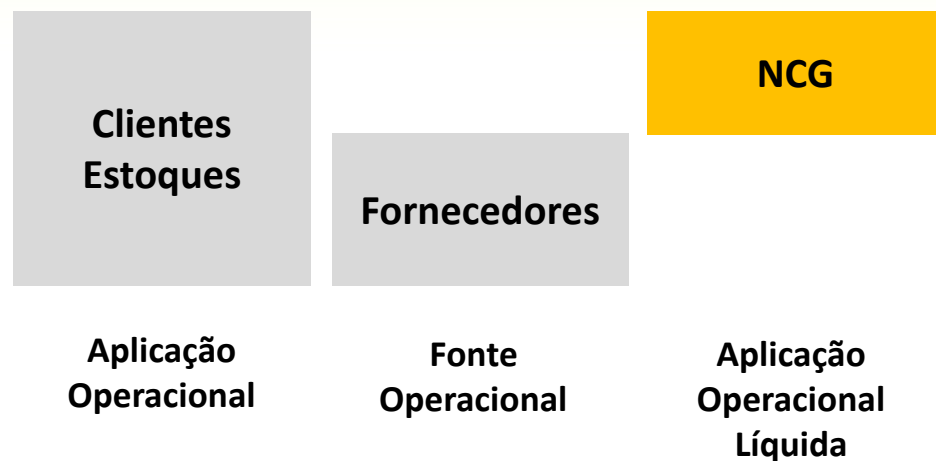 Clientes
Estoques
Fornecedores
NCG
Aplicação
Operacional
Fonte
Operacional
Aplicação
Operacional
Líquida